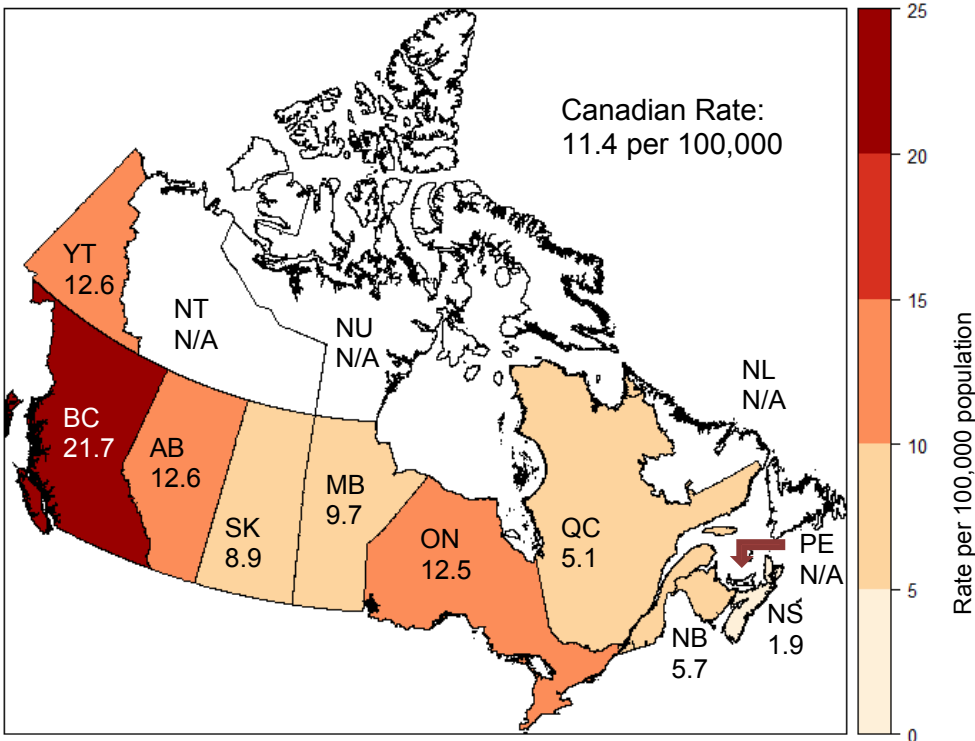 Canadian Rate:
11.4 per 100,000
YT
12.6
NT
N/A
NU
N/A
NL
N/A
BC
21.7
AB
12.6
SK
8.9
MB
9.7
ON
12.5
QC
5.1
PE
N/A
NS
1.9
NB
5.7
25
20
15
10
5
0
Rate per 100,000 population